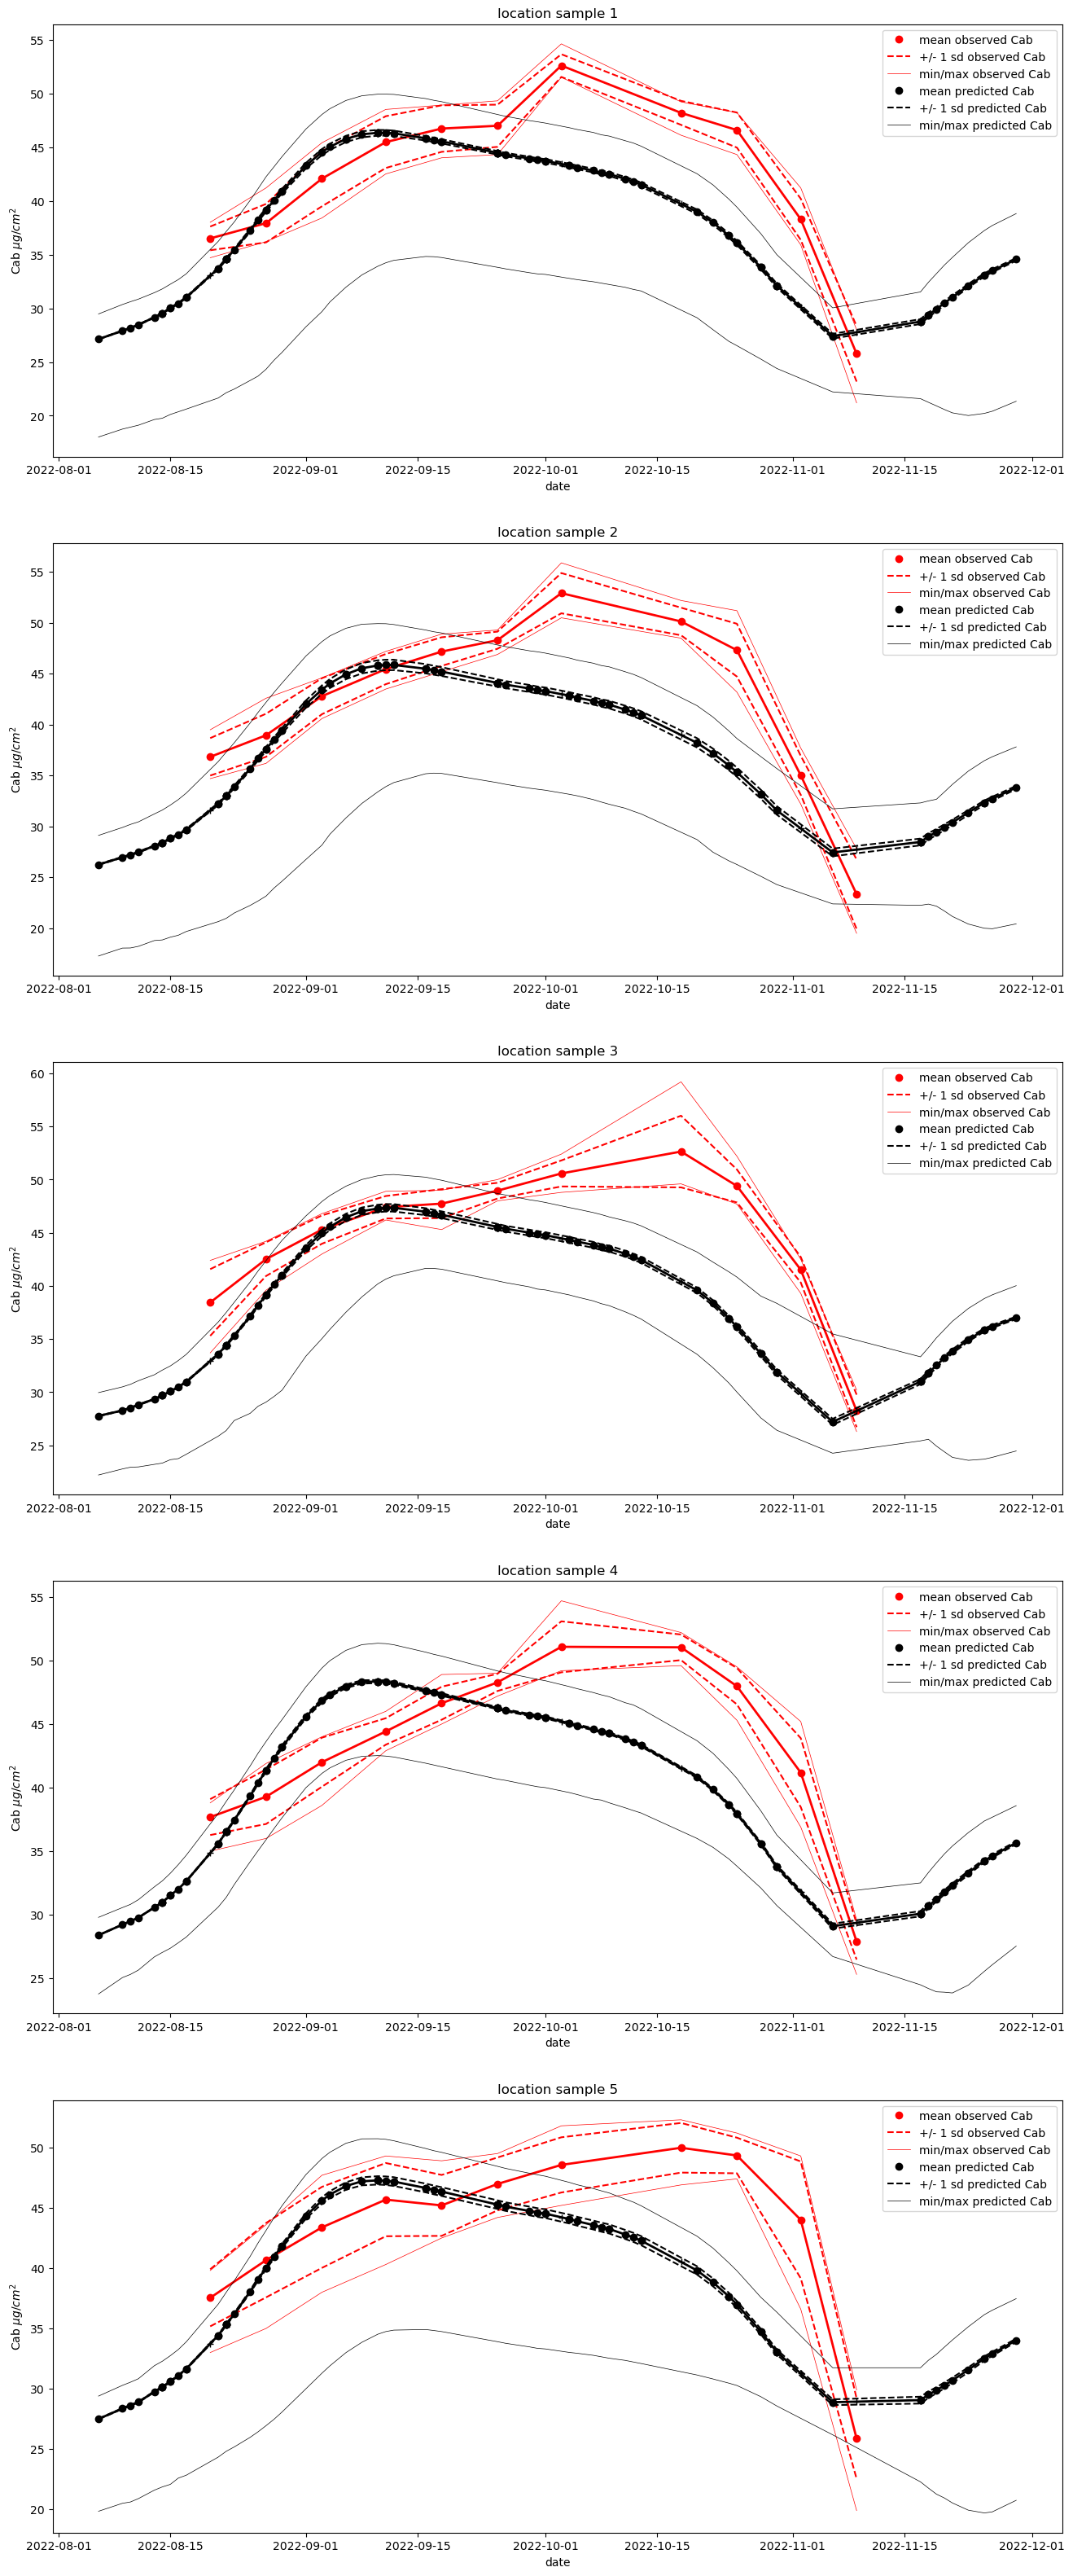 location sample 1
mean observed Cab
+/- 1 sd observed Cab
min/max observed Cab
mean predicted Cab
+/- 1 sd predicted Cab
min/max predicted Cab
55
50
45
40
35
30
25
20
Cab μg/cm²
2022-08-01 2022-08-15 2022-09-01 2022-09-15 2022-10-01 2022-10-15 2022-11-01 2022-11-15 2022-12-01
date
location sample 2
mean observed Cab
+/- 1 sd observed Cab
min/max observed Cab
mean predicted Cab
+/- 1 sd predicted Cab
min/max predicted Cab
55
50
45
40
35
30
25
20
Cab μg/cm²
2022-08-01 2022-08-15 2022-09-01 2022-09-15 2022-10-01 2022-10-15 2022-11-01 2022-11-15 2022-12-01
date
location sample 3
mean observed Cab
+/- 1 sd observed Cab
min/max observed Cab
mean predicted Cab
+/- 1 sd predicted Cab
min/max predicted Cab
60
55
50
45
40
35
30
25
Cab μg/cm²
2022-08-01 2022-08-15 2022-09-01 2022-09-15 2022-10-01 2022-10-15 2022-11-01 2022-11-15 2022-12-01
date
location sample 4
mean observed Cab
+/- 1 sd observed Cab
min/max observed Cab
mean predicted Cab
+/- 1 sd predicted Cab
min/max predicted Cab
55
50
45
40
35
30
25
Cab μg/cm²
2022-08-01 2022-08-15 2022-09-01 2022-09-15 2022-10-01 2022-10-15 2022-11-01 2022-11-15 2022-12-01
date
location sample 5
mean observed Cab
+/- 1 sd observed Cab
min/max observed Cab
mean predicted Cab
+/- 1 sd predicted Cab
min/max predicted Cab
50
45
40
35
30
25
20
Cab μg/cm²
2022-08-01 2022-08-15 2022-09-01 2022-09-15 2022-10-01 2022-10-15 2022-11-01 2022-11-15 2022-12-01
date